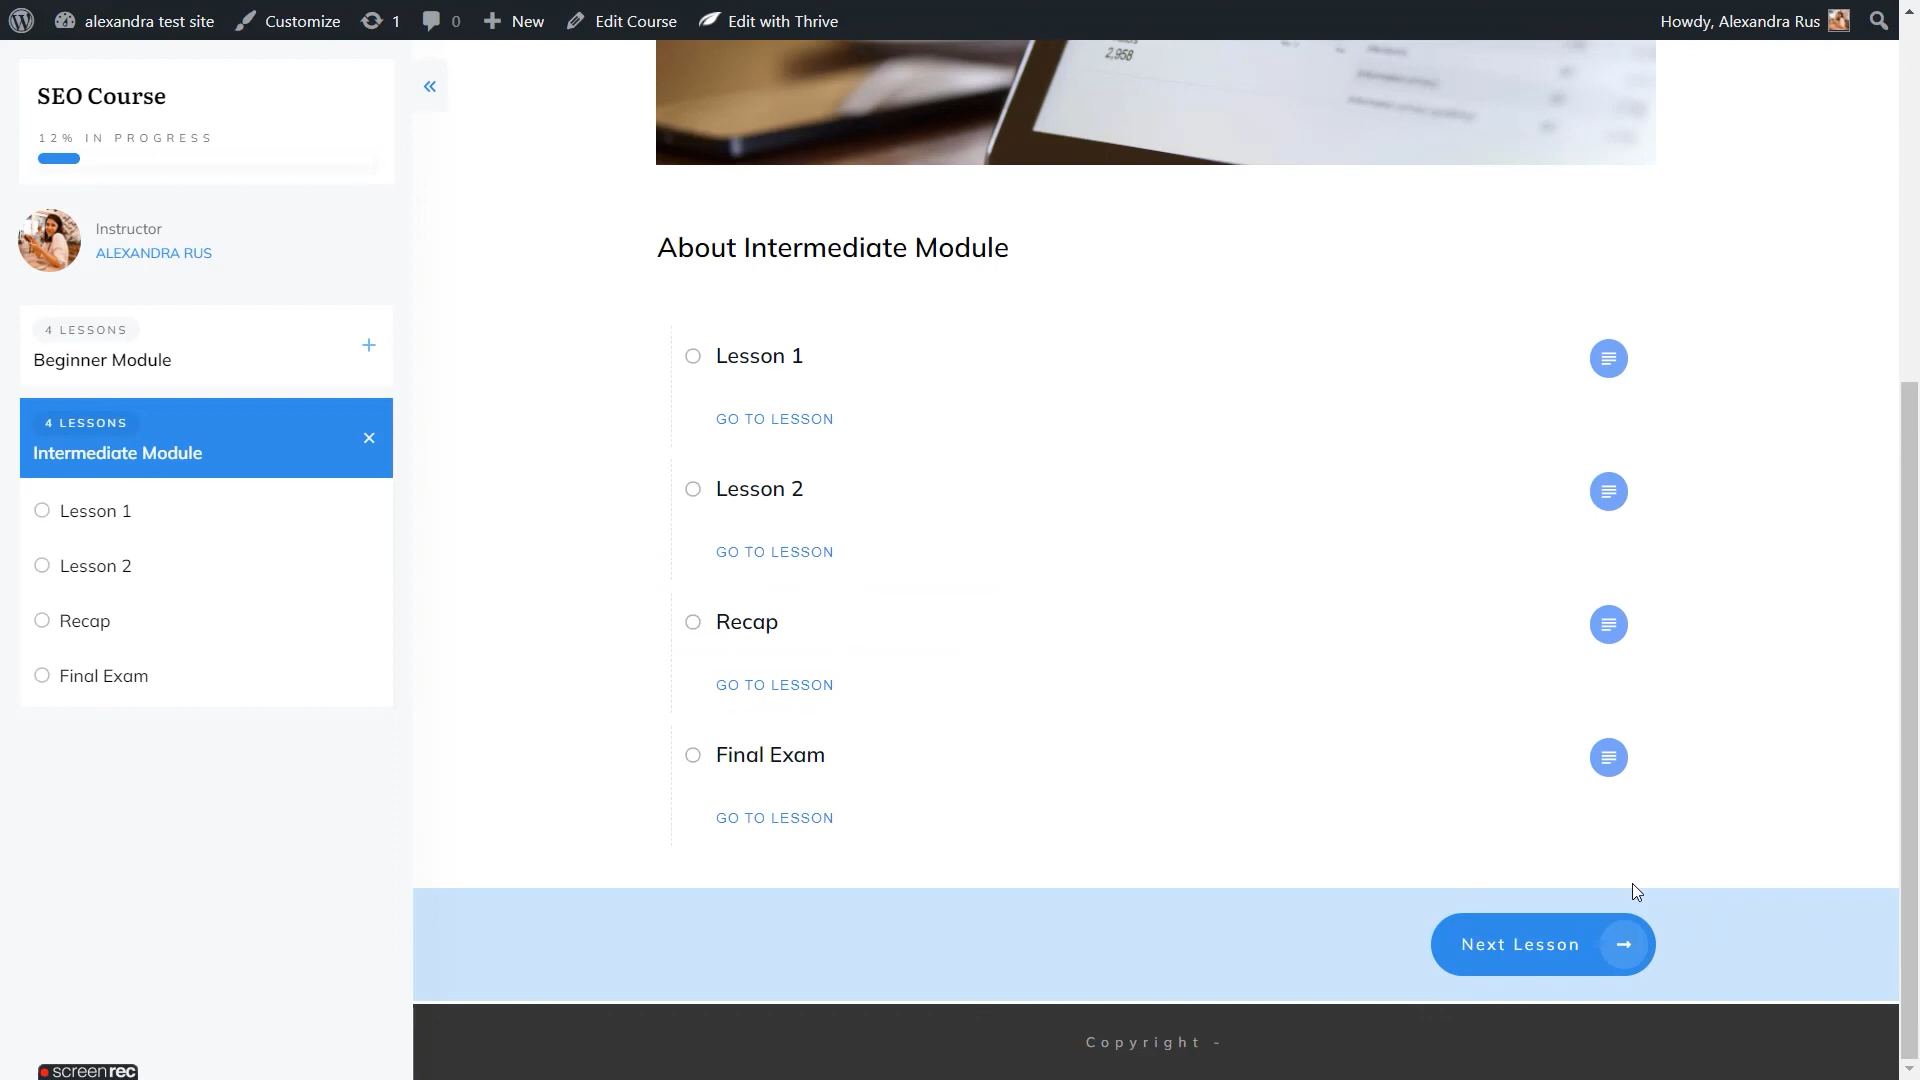 alexandra test site Customize 1 0 New Edit Course Edit with Thrive Howdy, Alexandra Rus
SEO Course
12% IN PROGRESS
Instructor
ALEXANDRA RUS
4 LESSONS
Beginner Module
4 LESSONS
Intermediate Module
Lesson 1
Lesson 2
Recap
Final Exam
2,958
About Intermediate Module
Lesson 1
GO TO LESSON
Lesson 2
GO TO LESSON
Recap
GO TO LESSON
Final Exam
GO TO LESSON
Next Lesson
Copyright -
screenrec